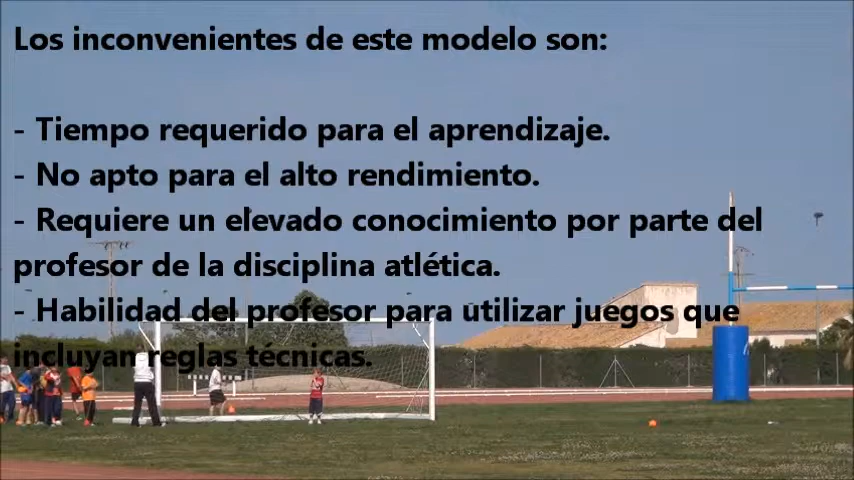 Los inconvenientes de este modelo son:
- Tiempo requerido para el aprendizaje.
- No apto para el alto rendimiento.
- Requiere un elevado conocimiento por parte del
profesor de la disciplina atlética.
- Habilidad del profesor para utilizar juegos que
incluyan reglas técnicas.